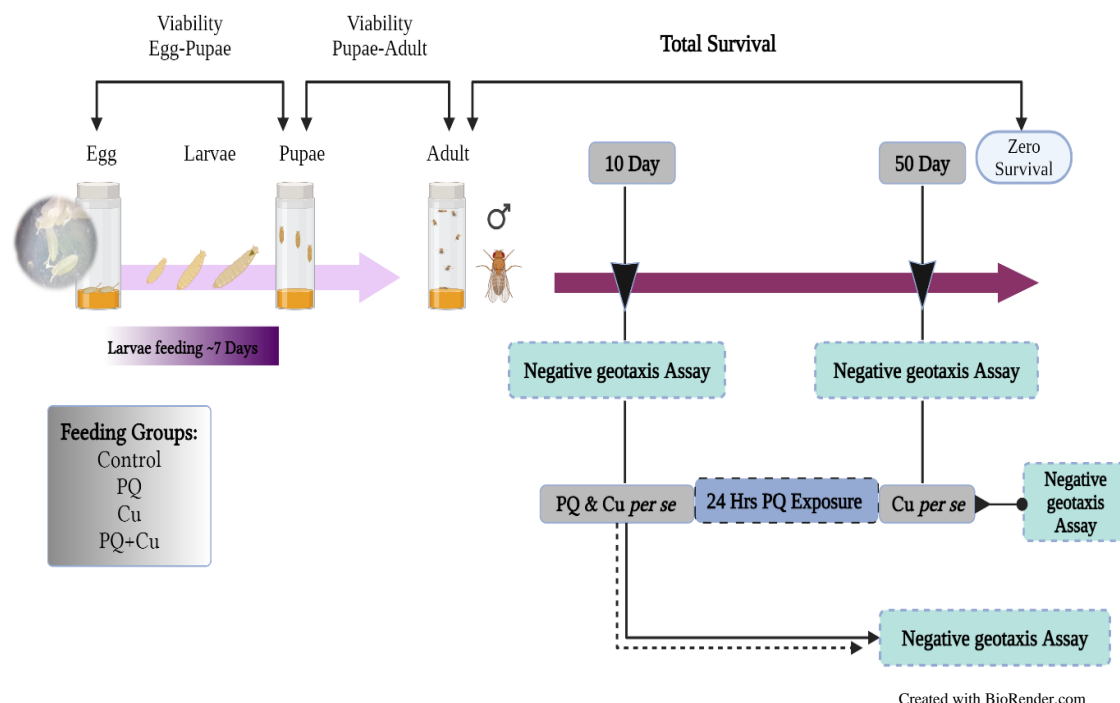 Viability
Egg-Pupae
Viability
Pupae-Adult
Total Survival
Egg
Larvae
Pupae
Adult
10 Day
50 Day
Zero
Survival
Larvae feeding ~7 Days
Negative geotaxis Assay
Negative geotaxis Assay
Feeding Groups:
Control
PQ
Cu
PQ+Cu
PQ & Cu per se
24 Hrs PQ Exposure
Cu per se
Negative
geotaxis
Assay
Negative geotaxis Assay
Created with BioRender.com